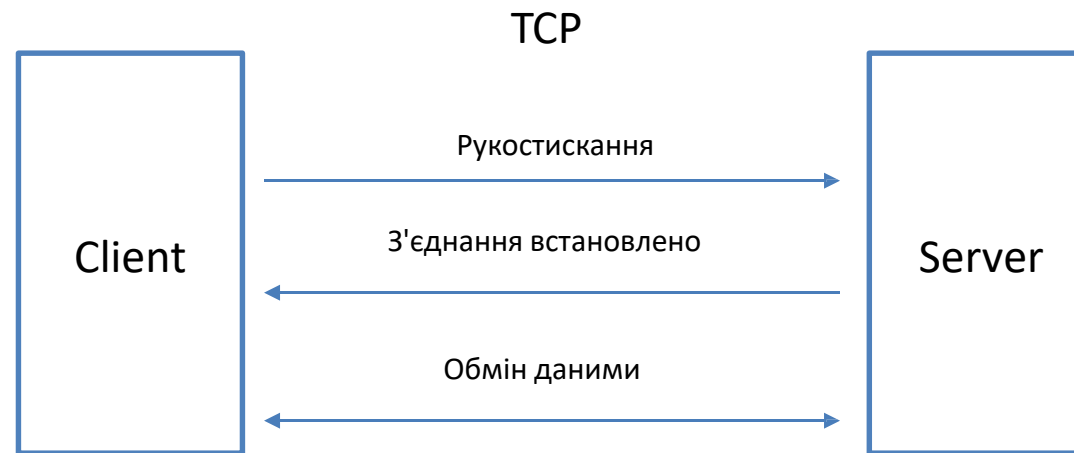 TCP
Рукостискання
З'єднання встановлено
Client
Server
Обмін даними